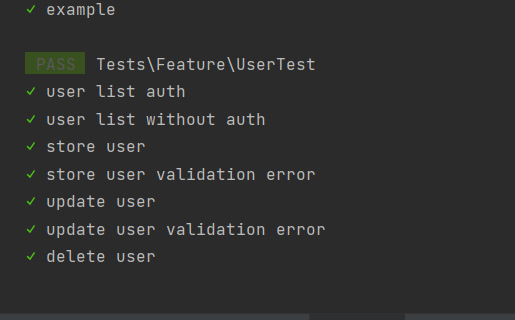 ✓ example
PASS Tests\Feature\UserTest
✓ user list auth
✓ user list without auth
✓ store user
✓ store user validation error
✓ update user
✓ update user validation error
✓ delete user